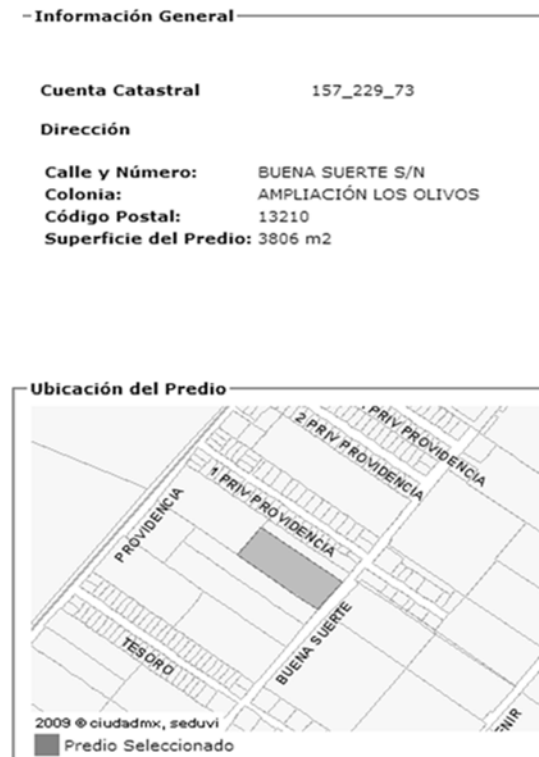 Información General
Cuenta Catastral 157_229_73
Dirección
Calle y Número: BUENA SUERTE S/N
Colonia: AMPLIACIÓN LOS OLIVOS
Código Postal: 13210
Superficie del Predio: 3806 m2
Ubicación del Predio
PRIV PROVIDENCIA
2 PRIV PROVIDENCIA
1 PRIV PROVIDENCIA
PROVIDENCIA
TESORO
BUENA SUERTE
ENIR
2009 © ciudadmx, seduvi
Predio Seleccionado